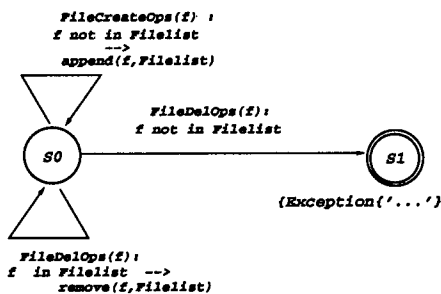 FileCreateOps(f) :
f not in Filelist
-->
append(f,Filelist)
FileDelOps(f):
f not in Filelist
S0
S1
{Exception{'...'}
FileDelOps(f):
f in Filelist -->
remove(f,Filelist)